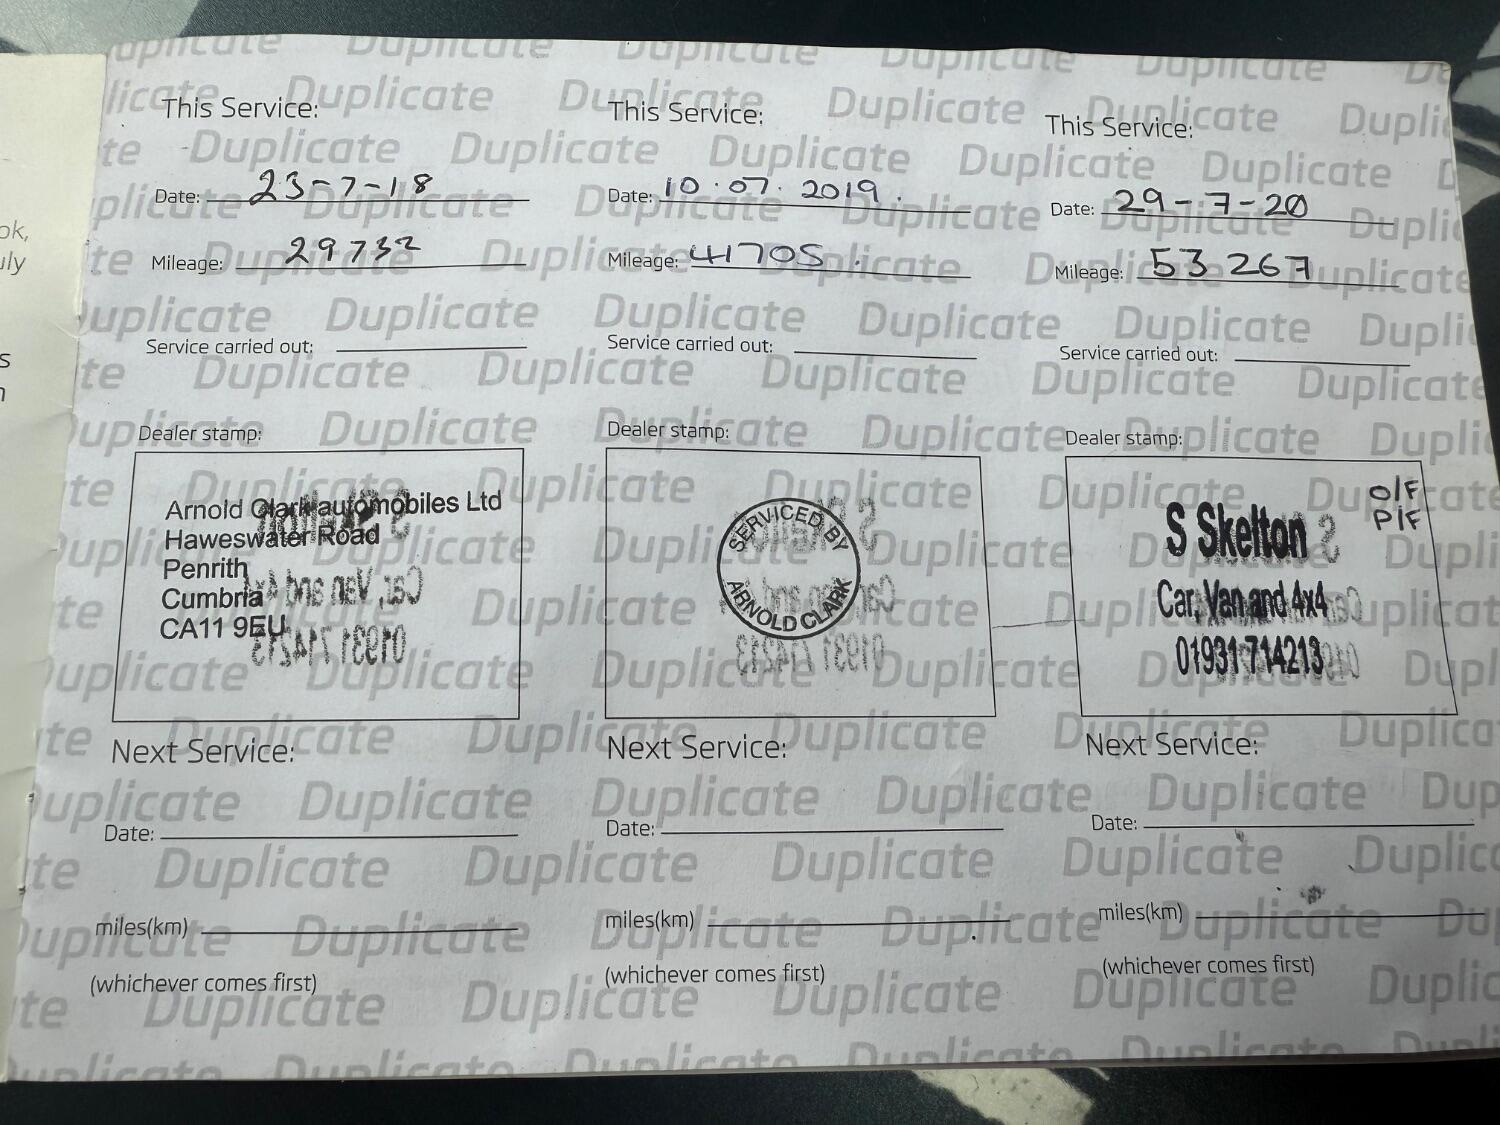 This Service:
Date: 23-7-18
Mileage: 29732
Service carried out:
Dealer stamp:
Arnold Clark automobiles Ltd
Haweswater Road
Penrith
Cumbria
CA11 9EU
Next Service:
Date:
miles(km)
(whichever comes first)
This Service:
Date: 10.07.2019.
Mileage: 41705.
Service carried out:
Dealer stamp:
SERVICED BY
ARNOLD CLARK
Next Service:
Date:
miles(km)
(whichever comes first)
This Service:
Date: 29-7-20
Mileage: 53267
Service carried out:
Dealer stamp:
O/F
P/F
S Skelton
Car, Van and 4x4
01931 714213
Next Service:
Date:
miles(km)
(whichever comes first)
Duplicate